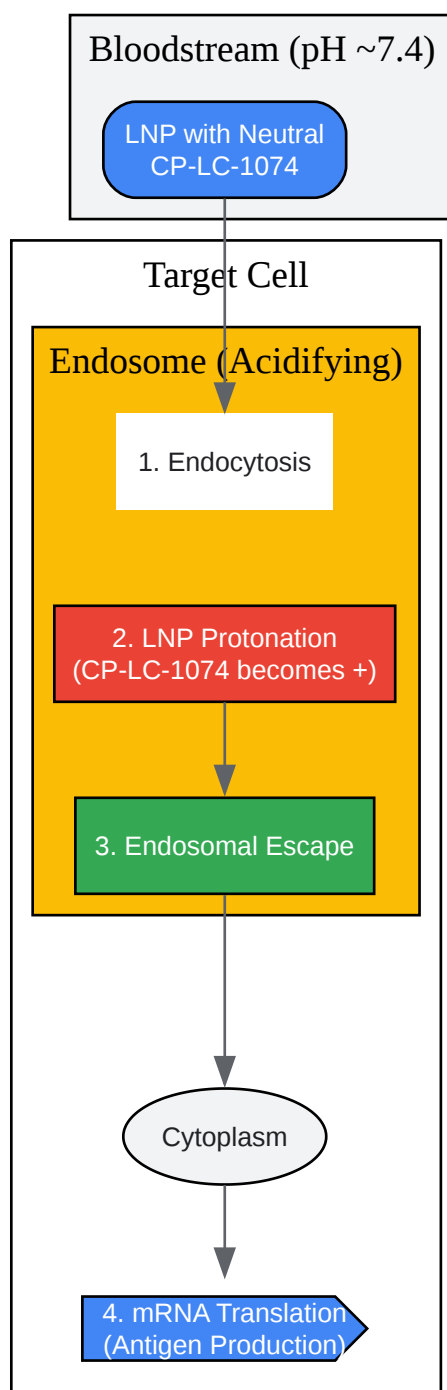 Bloodstream (pH ~7.4)
LNP with Neutral
CP-LC-1074
Target Cell
Endosome (Acidifying)
1. Endocytosis
2. LNP Protonation
(CP-LC-1074 becomes +)
3. Endosomal Escape
Cytoplasm
4. mRNA Translation
(Antigen Production)